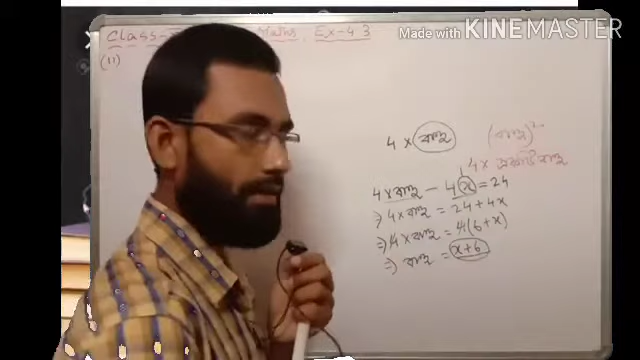 Made with KINEMASTER
Class- Maths, Ex-4.3
(11)
4 × বাহু (বাহু)²
4 × একটি বাহু
4 × বাহু - 4(x) = 24
⇒ 4 × বাহু = 24 + 4x
⇒ 4 × বাহু = 4(6 + x)
⇒ বাহু = x + 6